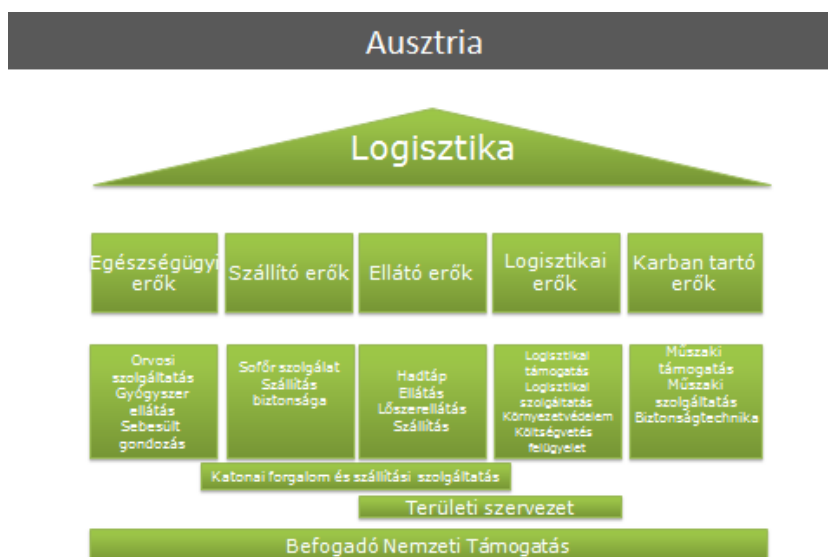 Ausztria
Logisztika
Egészségügyi
erők
Szállító erők
Ellátó erők
Logisztikai
erők
Karban tartó
erők
Orvosi
szolgáltatás
Gyógyszer
ellátás
Sebesült
gondozás
Sofőr szolgálat
Szállítás
biztonsága
Hadtáp
Ellátás
Lőszerellátás
Szállítás
Logisztikai
támogatás
Logisztikai
szolgáltatás
Környezetvédelem
Költségvetés
felügyelet
Műszaki
támogatás
Műszaki
szolgáltatás
Biztonságtechnika
Katonai forgalom és szállítási szolgáltatás
Területi szervezet
Befogadó Nemzeti Támogatás